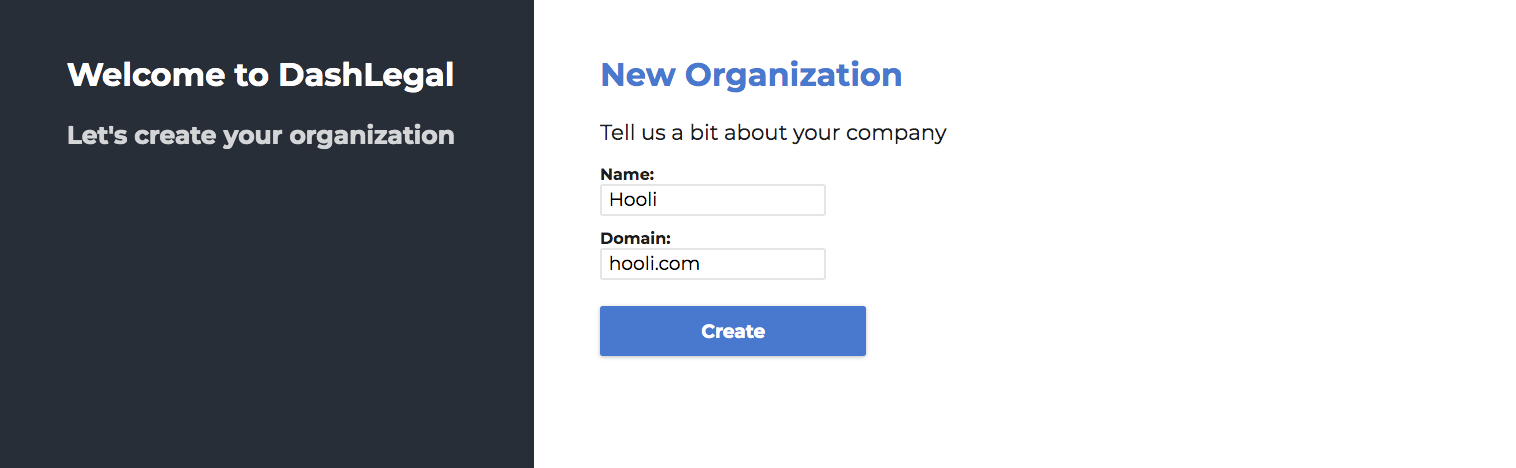 Welcome to DashLegal
Let's create your organization
New Organization
Tell us a bit about your company
Name:
Hooli
Domain:
hooli.com
Create